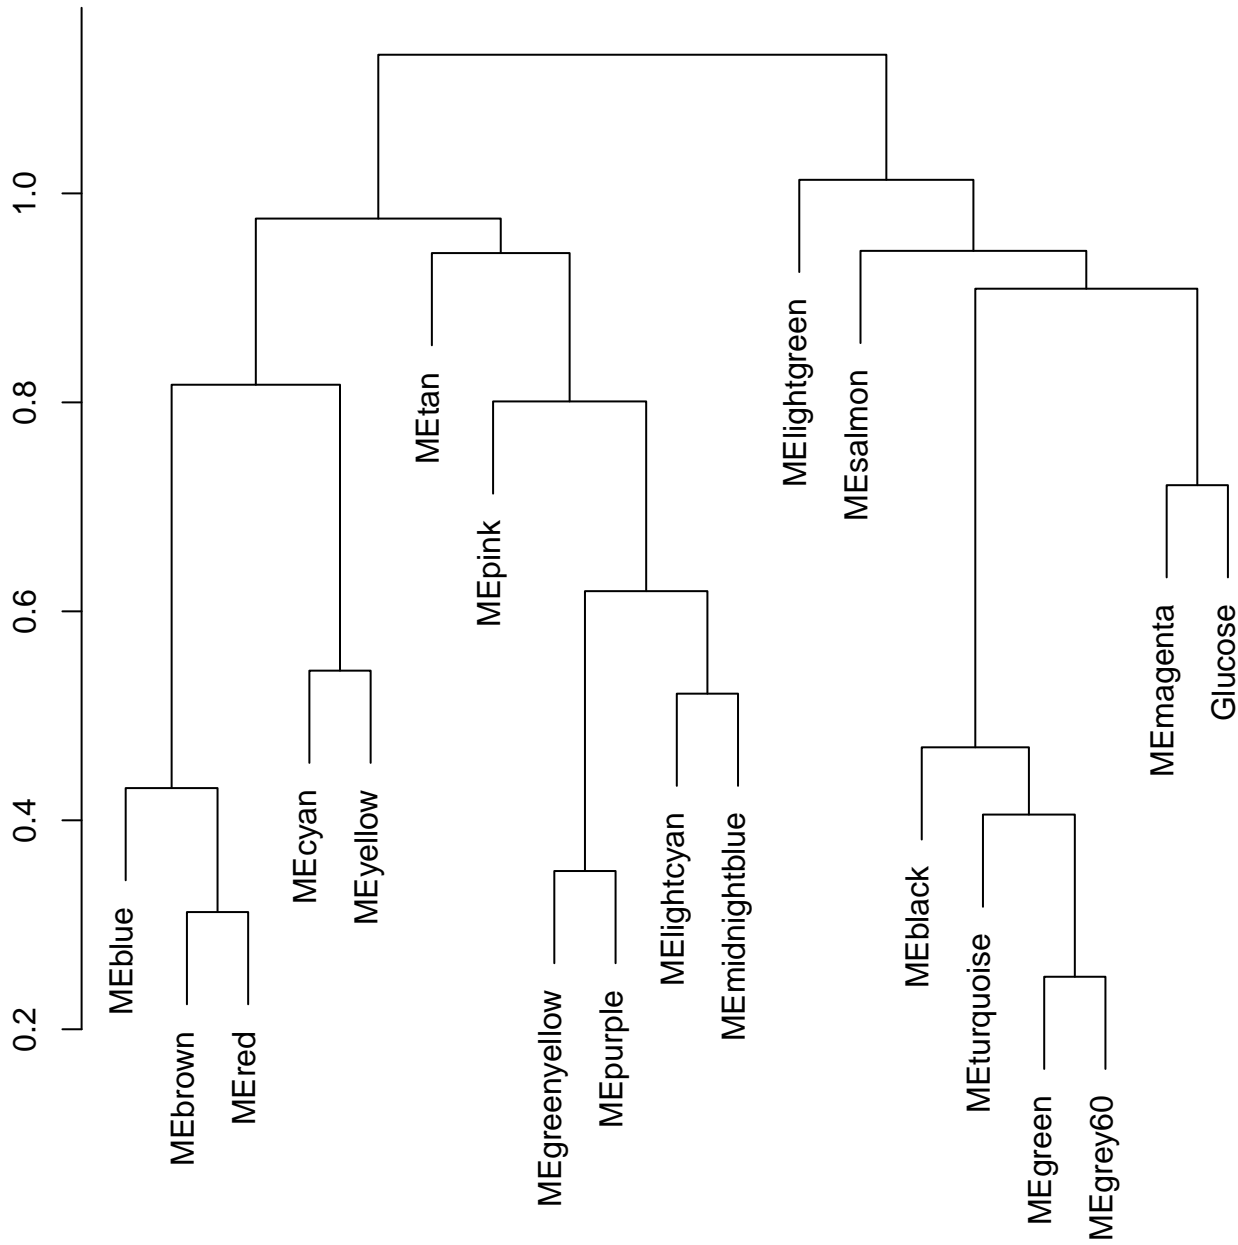 1.0
0.8
0.6
0.4
0.2
MEblue
MEbrown
MEred
MEcyan
MEyellow
MEtan
MEpink
MEgreenyellow
MEpurple
MElightcyan
MEmidnightblue
MElightgreen
MEsalmon
MEblack
MEturquoise
MEgreen
MEgrey60
MEmagenta
Glucose